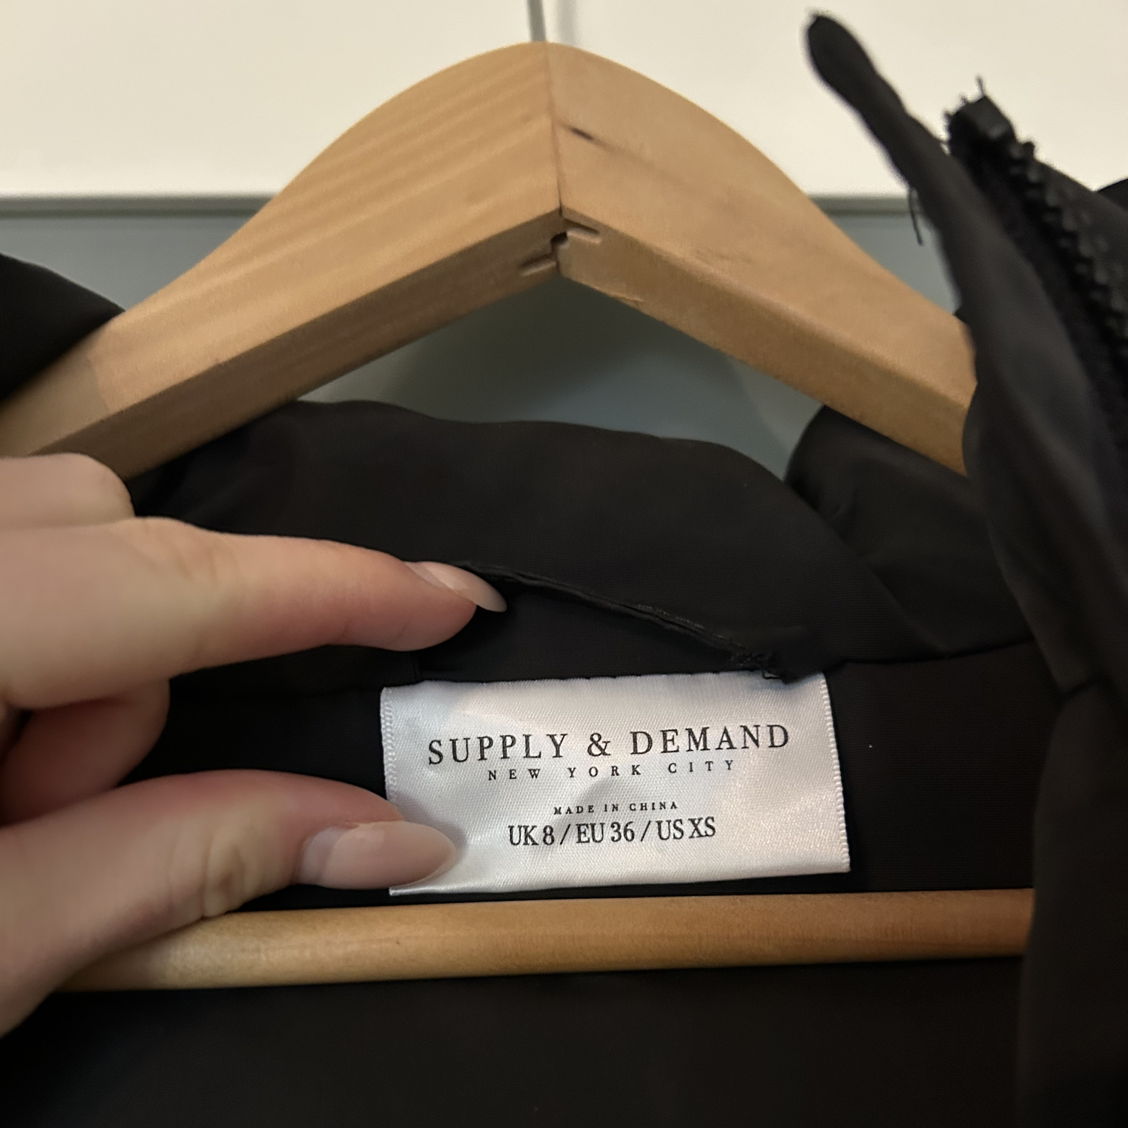 SUPPLY & DEMAND
NEW YORK CITY
MADE IN CHINA
UK 8 / EU 36 / US XS